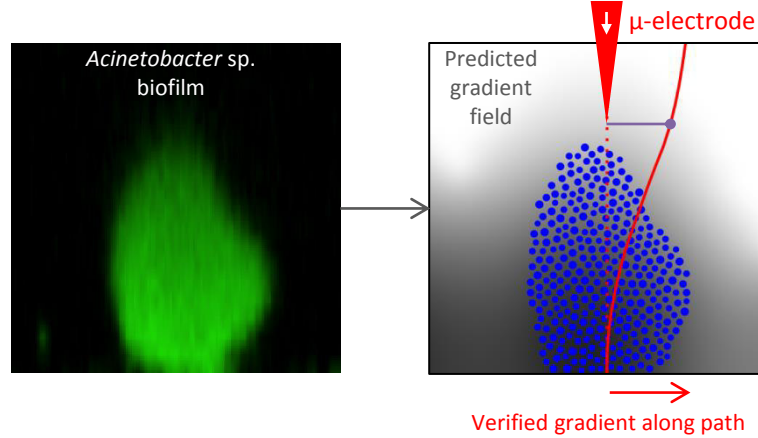 Acinetobacter sp.
biofilm
μ-electrode
Predicted
gradient
field
Verified gradient along path